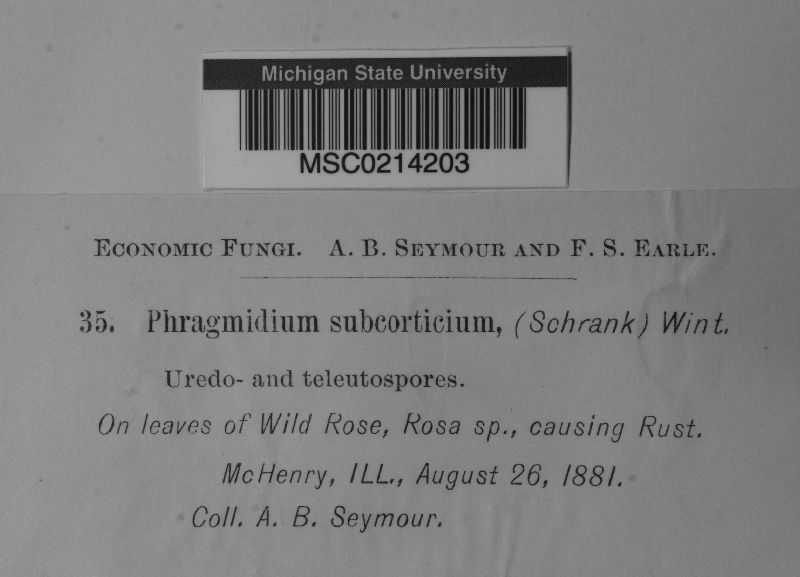 Michigan State University
MSC0214203
ECONOMIC FUNGI. A. B. SEYMOUR AND F. S. EARLE.
35. Phragmidium subcorticium, (Schrank) Wint.
Uredo- and teleutospores.
On leaves of Wild Rose, Rosa sp., causing Rust.
McHenry, ILL., August 26, 1881.
Coll. A. B. Seymour.